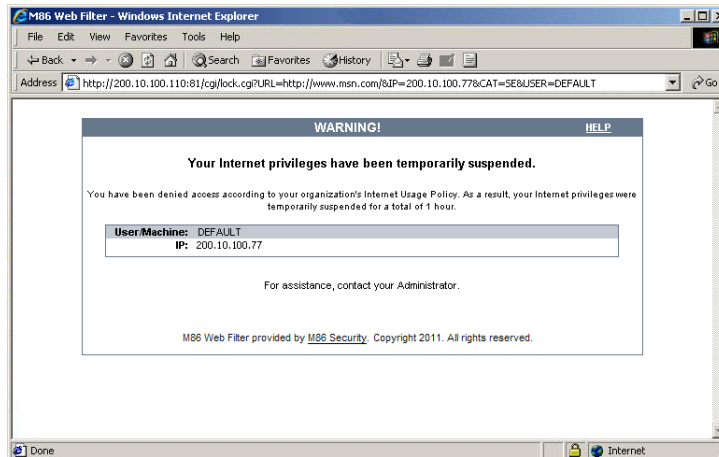 M86 Web Filter - Windows Internet Explorer
File Edit View Favorites Tools Help
Back Search Favorites History
Address http://200.10.100.110:81/cgi/lock.cgi?URL=http://www.msn.com/&IP=200.10.100.77&CAT=SE&USER=DEFAULT Go
WARNING! HELP
Your Internet privileges have been temporarily suspended.
You have been denied access according to your organization's Internet Usage Policy. As a result, your Internet privileges were
temporarily suspended for a total of 1 hour.
User/Machine: DEFAULT
IP: 200.10.100.77
For assistance, contact your Administrator.
M86 Web Filter provided by M86 Security. Copyright 2011. All rights reserved.
Done Internet